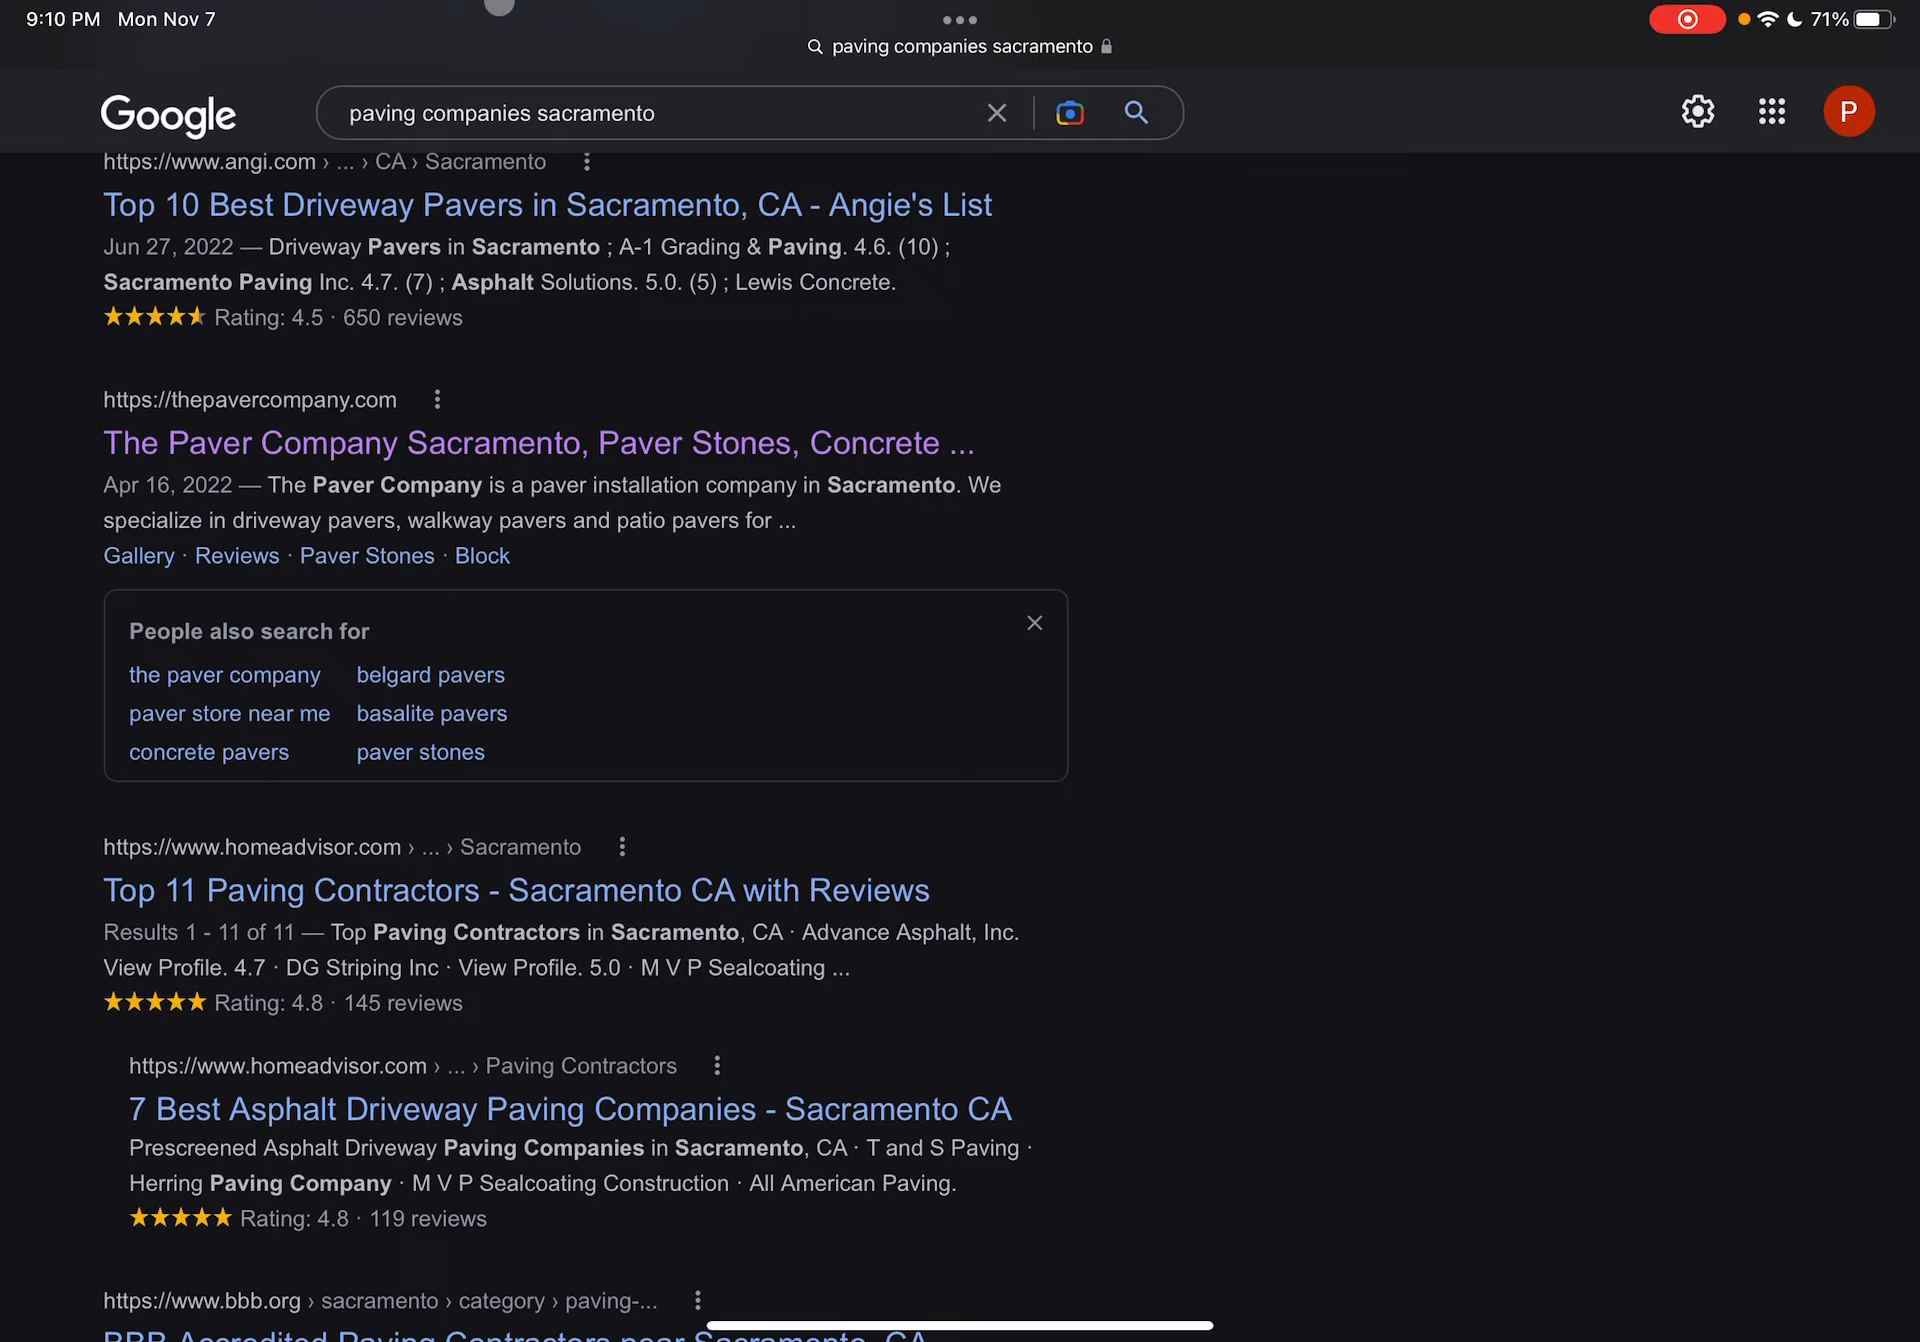 9:10 PM Mon Nov 7
71%
paving companies sacramento
Google
paving companies sacramento
P
https://www.angi.com › ... › CA › Sacramento
Top 10 Best Driveway Pavers in Sacramento, CA - Angie's List
Jun 27, 2022 — Driveway Pavers in Sacramento ; A-1 Grading & Paving. 4.6. (10) ;
Sacramento Paving Inc. 4.7. (7) ; Asphalt Solutions. 5.0. (5) ; Lewis Concrete.
Rating: 4.5 · 650 reviews
https://thepavercompany.com
The Paver Company Sacramento, Paver Stones, Concrete ...
Apr 16, 2022 — The Paver Company is a paver installation company in Sacramento. We
specialize in driveway pavers, walkway pavers and patio pavers for ...
Gallery · Reviews · Paver Stones · Block
People also search for
the paver company belgard pavers
paver store near me basalite pavers
concrete pavers paver stones
https://www.homeadvisor.com › ... › Sacramento
Top 11 Paving Contractors - Sacramento CA with Reviews
Results 1 - 11 of 11 — Top Paving Contractors in Sacramento, CA · Advance Asphalt, Inc.
View Profile. 4.7 · DG Striping Inc · View Profile. 5.0 · M V P Sealcoating ...
Rating: 4.8 · 145 reviews
https://www.homeadvisor.com › ... › Paving Contractors
7 Best Asphalt Driveway Paving Companies - Sacramento CA
Prescreened Asphalt Driveway Paving Companies in Sacramento, CA · T and S Paving ·
Herring Paving Company · M V P Sealcoating Construction · All American Paving.
Rating: 4.8 · 119 reviews
https://www.bbb.org › sacramento › category › paving-...
BBB Accredited Paving Contractors near Sacramento, CA